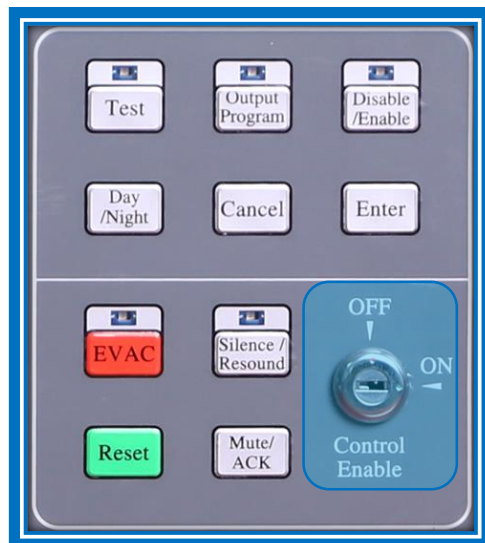 Test
Output
Program
Disable
/Enable
Day
/Night
Cancel
Enter
EVAC
Silence /
Resound
OFF
ON
Reset
Mute/
ACK
Control
Enable